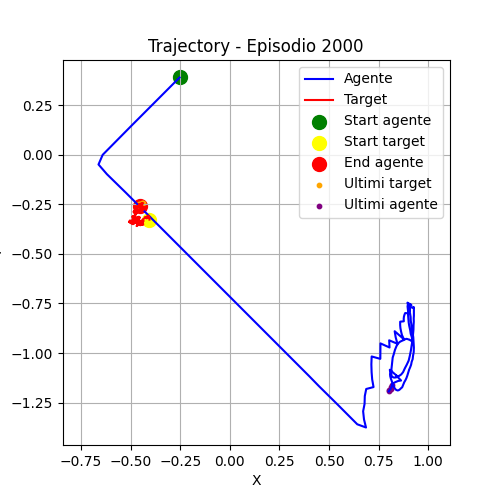 Trajectory - Episodio 2000
Agente
Target
Start agente
Start target
End agente
Ultimi target
Ultimi agente
0.25
0.00
−0.25
−0.50
−0.75
−1.00
−1.25
−0.75 −0.50 −0.25 0.00 0.25 0.50 0.75 1.00
X